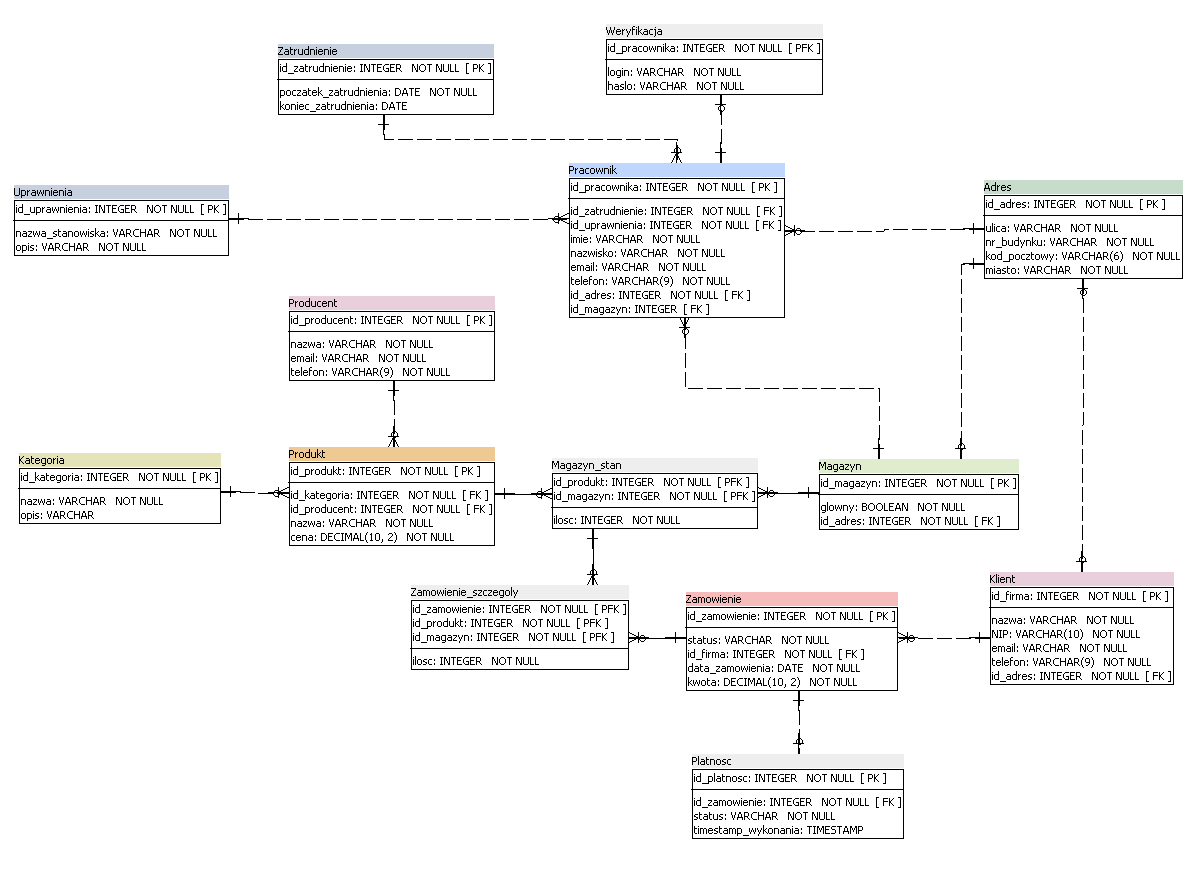 Weryfikacja
id_pracownika: INTEGER NOT NULL [ PFK ]
login: VARCHAR NOT NULL
haslo: VARCHAR NOT NULL
Zatrudnienie
id_zatrudnienie: INTEGER NOT NULL [ PK ]
poczatek_zatrudnienia: DATE NOT NULL
koniec_zatrudnienia: DATE
Pracownik
id_pracownika: INTEGER NOT NULL [ PK ]
id_zatrudnienie: INTEGER NOT NULL [ FK ]
id_uprawnienia: INTEGER NOT NULL [ FK ]
imie: VARCHAR NOT NULL
nazwisko: VARCHAR NOT NULL
email: VARCHAR NOT NULL
telefon: VARCHAR(9) NOT NULL
id_adres: INTEGER NOT NULL [ FK ]
id_magazyn: INTEGER [ FK ]
Uprawnienia
id_uprawnienia: INTEGER NOT NULL [ PK ]
nazwa_stanowiska: VARCHAR NOT NULL
opis: VARCHAR NOT NULL
Adres
id_adres: INTEGER NOT NULL [ PK ]
ulica: VARCHAR NOT NULL
nr_budynku: VARCHAR NOT NULL
kod_pocztowy: VARCHAR(6) NOT NULL
miasto: VARCHAR NOT NULL
Producent
id_producent: INTEGER NOT NULL [ PK ]
nazwa: VARCHAR NOT NULL
email: VARCHAR NOT NULL
telefon: VARCHAR(9) NOT NULL
Kategoria
id_kategoria: INTEGER NOT NULL [ PK ]
nazwa: VARCHAR NOT NULL
opis: VARCHAR
Produkt
id_produkt: INTEGER NOT NULL [ PK ]
id_kategoria: INTEGER NOT NULL [ FK ]
id_producent: INTEGER NOT NULL [ FK ]
nazwa: VARCHAR NOT NULL
cena: DECIMAL(10, 2) NOT NULL
Magazyn_stan
id_produkt: INTEGER NOT NULL [ PFK ]
id_magazyn: INTEGER NOT NULL [ PFK ]
ilosc: INTEGER NOT NULL
Magazyn
id_magazyn: INTEGER NOT NULL [ PK ]
glowny: BOOLEAN NOT NULL
id_adres: INTEGER NOT NULL [ FK ]
Zamowienie_szczegoly
id_zamowienie: INTEGER NOT NULL [ PFK ]
id_produkt: INTEGER NOT NULL [ PFK ]
id_magazyn: INTEGER NOT NULL [ PFK ]
ilosc: INTEGER NOT NULL
Zamowienie
id_zamowienie: INTEGER NOT NULL [ PK ]
status: VARCHAR NOT NULL
id_firma: INTEGER NOT NULL [ FK ]
data_zamowienia: DATE NOT NULL
kwota: DECIMAL(10, 2) NOT NULL
Klient
id_firma: INTEGER NOT NULL [ PK ]
nazwa: VARCHAR NOT NULL
NIP: VARCHAR(10) NOT NULL
email: VARCHAR NOT NULL
telefon: VARCHAR(9) NOT NULL
id_adres: INTEGER NOT NULL [ FK ]
Platnosc
id_platnosc: INTEGER NOT NULL [ PK ]
id_zamowienie: INTEGER NOT NULL [ FK ]
status: VARCHAR NOT NULL
timestamp_wykonania: TIMESTAMP